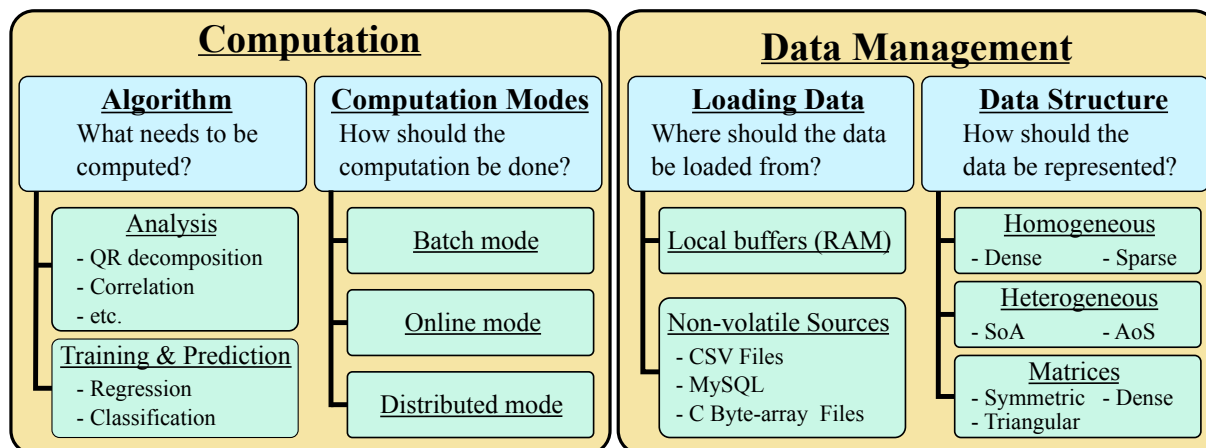 Computation
Algorithm
What needs to be
computed?
Analysis
- QR decomposition
- Correlation
- etc.
Training & Prediction
- Regression
- Classification
Computation Modes
How should the
computation be done?
Batch mode
Online mode
Distributed mode
Data Management
Loading Data
Where should the data
be loaded from?
Local buffers (RAM)
Non-volatile Sources
- CSV Files
- MySQL
- C Byte-array Files
Data Structure
How should the
data be represented?
Homogeneous
- Dense - Sparse
Heterogeneous
- SoA - AoS
Matrices
- Symmetric - Dense
- Triangular